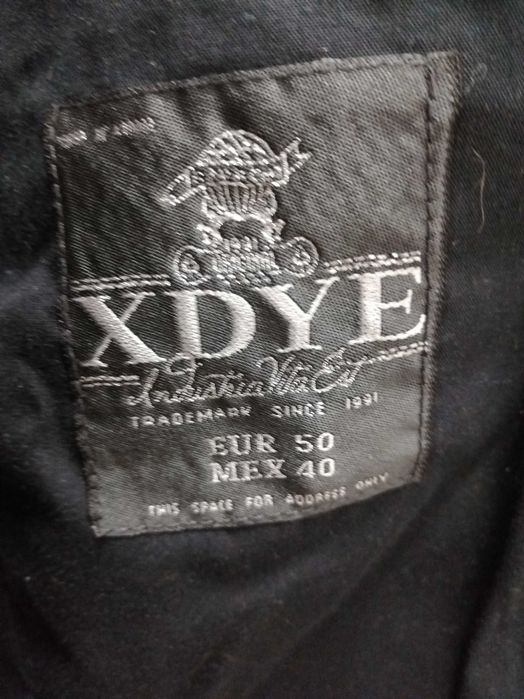 XDYE
Industria Vita Est
TRADEMARK SINCE 1991
EUR 50
MEX 40
THIS SPACE FOR ADDRESS ONLY